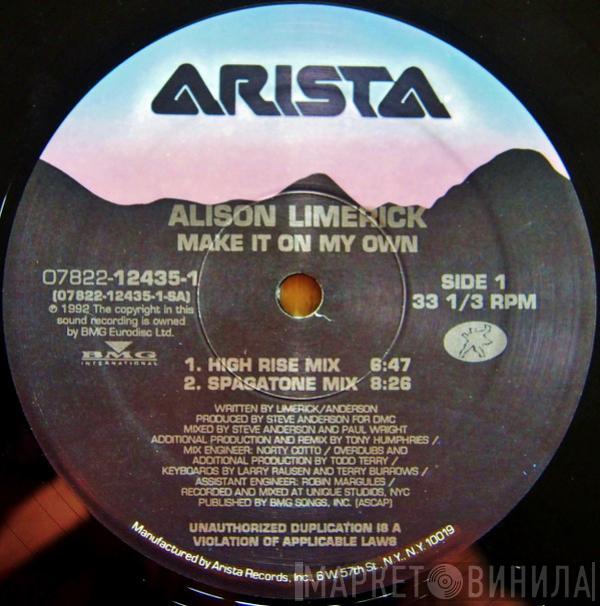 ARISTA
ALISON LIMERICK
MAKE IT ON MY OWN
07822-12435-1
(07822-12435-1-SA)
℗ 1992 The copyright in this
sound recording is owned
by BMG Eurodisc Ltd.
BMG
INTERNATIONAL
SIDE 1
33 1/3 RPM
1. HIGH RISE MIX 6:47
2. SPAGATONE MIX 8:26
WRITTEN BY LIMERICK/ANDERSON
PRODUCED BY STEVE ANDERSON FOR DMC
MIXED BY STEVE ANDERSON AND PAUL WRIGHT
ADDITIONAL PRODUCTION AND REMIX BY TONY HUMPHRIES /
MIX ENGINEER: NORTY COTTO / OVERDUBS AND
ADDITIONAL PRODUCTION BY TODD TERRY /
KEYBOARDS BY LARRY RAUSEN AND TERRY BURROWS /
ASSISTANT ENGINEER: ROBIN MARGULES /
RECORDED AND MIXED AT UNIQUE STUDIOS, NYC
PUBLISHED BY BMG SONGS, INC. (ASCAP)
UNAUTHORIZED DUPLICATION IS A
VIOLATION OF APPLICABLE LAWS
Manufactured by Arista Records, Inc., 6 W. 57th St., N.Y., N.Y. 10019
МАРКЕТ ВИНИЛА